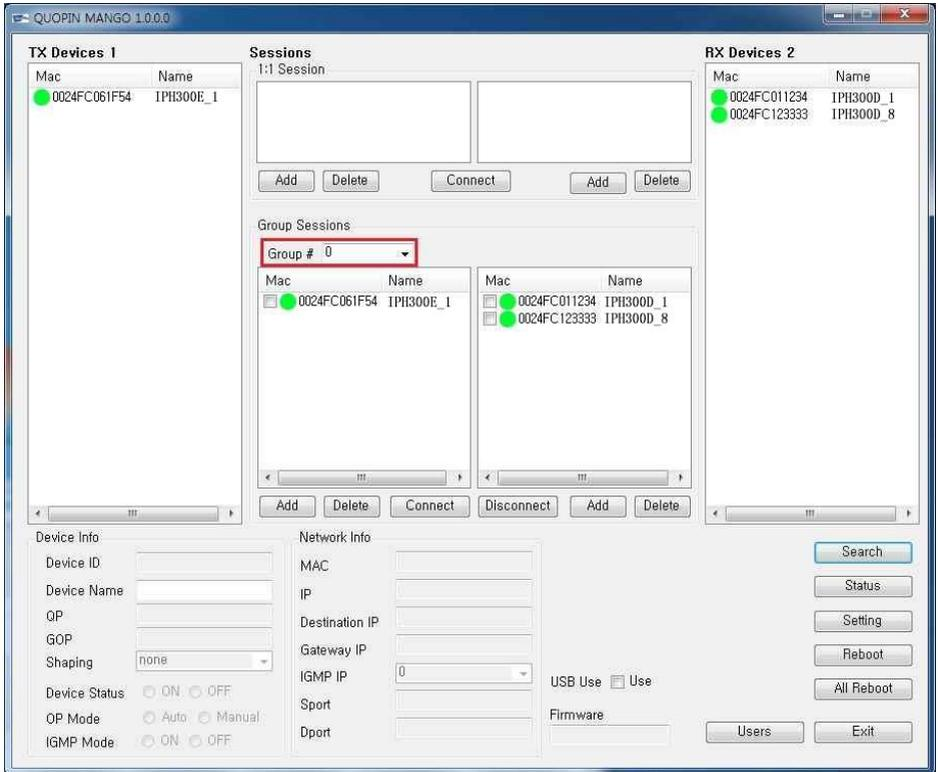 QUOPIN MANGO 1.0.0.0
TX Devices 1
Mac Name
0024FC061F54 IPH300E_1
Sessions
1:1 Session
Add Delete Connect Add Delete
Group Sessions
Group # 0
Mac Name
0024FC061F54 IPH300E_1
Mac Name
0024FC011234 IPH300D_1
0024FC123333 IPH300D_8
Add Delete Connect Disconnect Add Delete
RX Devices 2
Mac Name
0024FC011234 IPH300D_1
0024FC123333 IPH300D_8
Device Info
Device ID
Device Name
QP
GOP
Shaping none
Device Status ON OFF
OP Mode Auto Manual
IGMP Mode ON OFF
Network Info
MAC
IP
Destination IP
Gateway IP
IGMP IP 0
Sport
Dport
USB Use Use
Firmware
Search
Status
Setting
Reboot
All Reboot
Users Exit